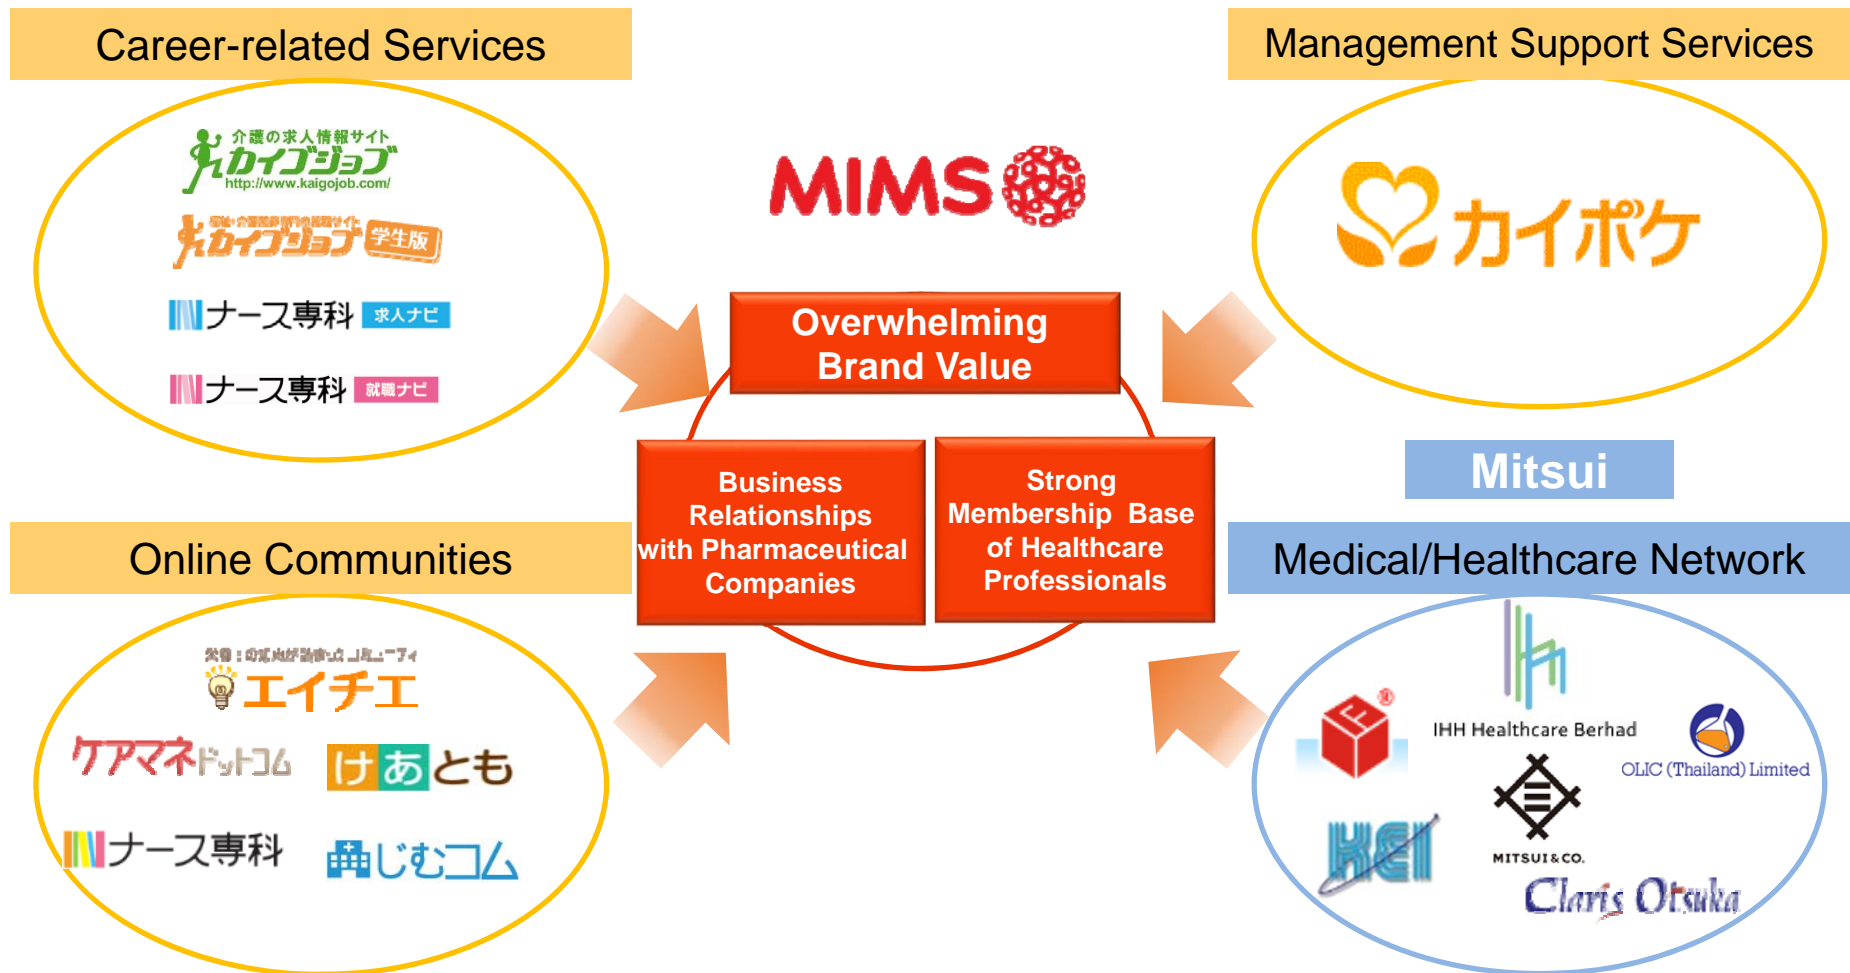 Career-related Services
介護の求人情報サイト
カイゴジョブ
http://www.kaigojob.com/
カイゴジョブ 学生版
ナース専科 求人ナビ
ナース専科 就職ナビ
MIMS
Management Support Services
カイポケ
Overwhelming
Brand Value
Business
Relationships
with Pharmaceutical
Companies
Strong
Membership Base
of Healthcare
Professionals
Online Communities
エイチエ
ケアマネドットコム
けあとも
ナース専科
じむコム
Mitsui
Medical/Healthcare Network
IHH Healthcare Berhad
OLIC (Thailand) Limited
MITSUI & CO.
KEI
Claris Otsuka